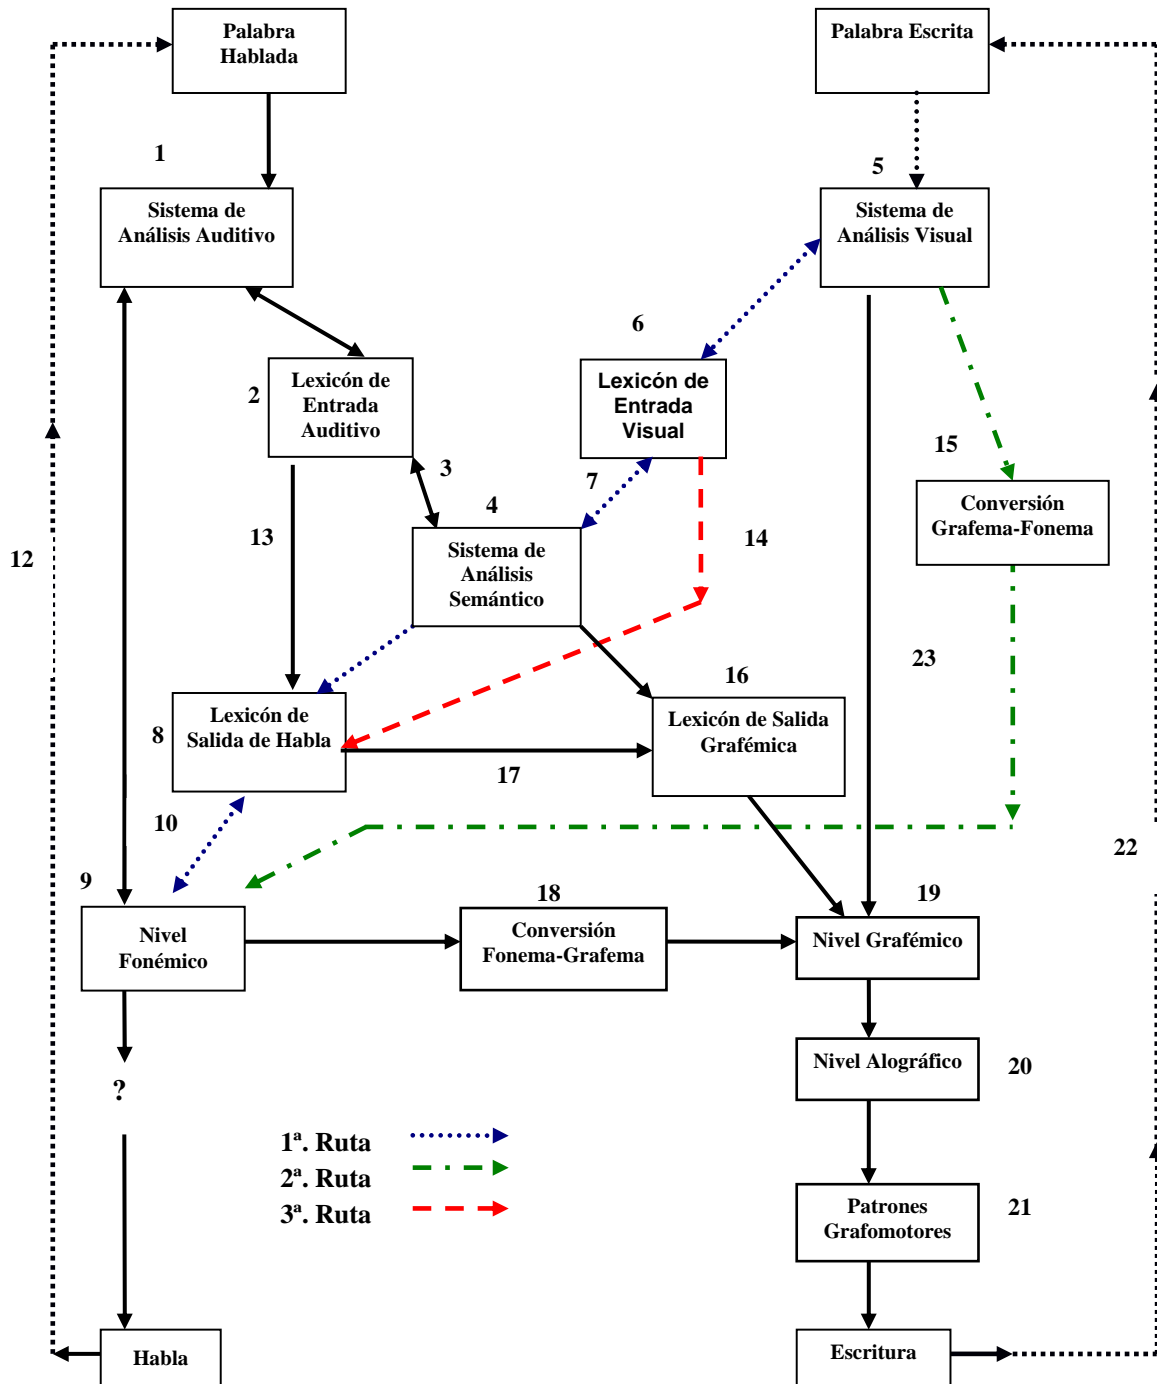 Palabra
Hablada
Palabra Escrita
1
5
Sistema de
Análisis Auditivo
Sistema de
Análisis Visual
6
2
Lexicón de
Entrada
Auditivo
Lexicón de
Entrada
Visual
3
7
15
4
Conversión
Grafema-Fonema
12
13
14
Sistema de
Análisis
Semántico
23
16
8
Lexicón de
Salida de Habla
Lexicón de Salida
Grafémica
17
10
22
9
18
19
Nivel
Fonémico
Conversión
Fonema-Grafema
Nivel Grafémico
Nivel Alográfico
20
?
1ª. Ruta
2ª. Ruta
3ª. Ruta
Patrones
Grafomotores
21
Habla
Escritura